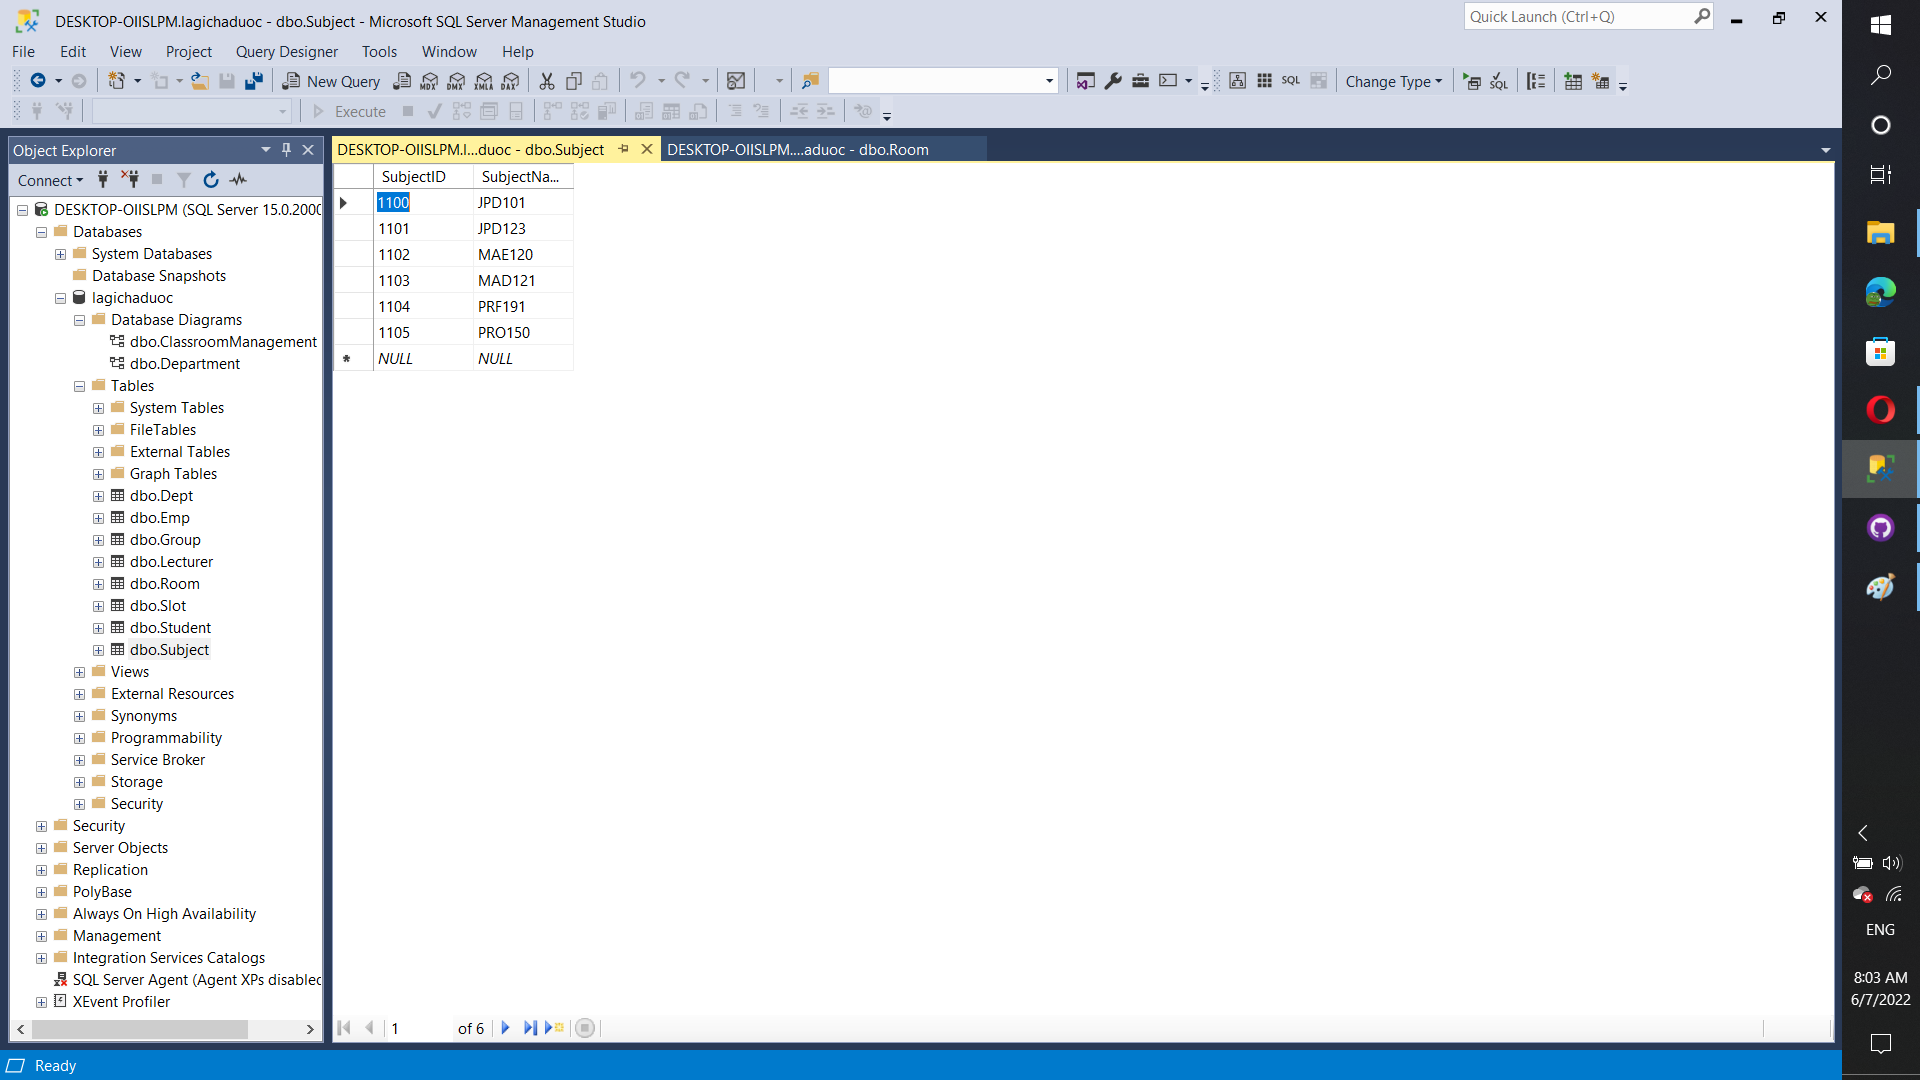 DESKTOP-OIISLPM.lagichaduoc - dbo.Subject - Microsoft SQL Server Management Studio
Quick Launch (Ctrl+Q)
File Edit View Project Query Designer Tools Window Help
New Query MDX DMX XMLA DAX SQL Change Type SQL
Execute
Object Explorer
DESKTOP-OIISLPM.l...duoc - dbo.Subject
DESKTOP-OIISLPM....aduoc - dbo.Room
Connect
DESKTOP-OIISLPM (SQL Server 15.0.2000
Databases
System Databases
Database Snapshots
lagichaduoc
Database Diagrams
dbo.ClassroomManagement
dbo.Department
Tables
System Tables
FileTables
External Tables
Graph Tables
dbo.Dept
dbo.Emp
dbo.Group
dbo.Lecturer
dbo.Room
dbo.Slot
dbo.Student
dbo.Subject
Views
External Resources
Synonyms
Programmability
Service Broker
Storage
Security
Security
Server Objects
Replication
PolyBase
Always On High Availability
Management
Integration Services Catalogs
SQL Server Agent (Agent XPs disabled
XEvent Profiler
SubjectID SubjectNa...
1100 JPD101
1101 JPD123
1102 MAE120
1103 MAD121
1104 PRF191
1105 PRO150
NULL NULL
1 of 6
Ready
ENG
8:03 AM
6/7/2022